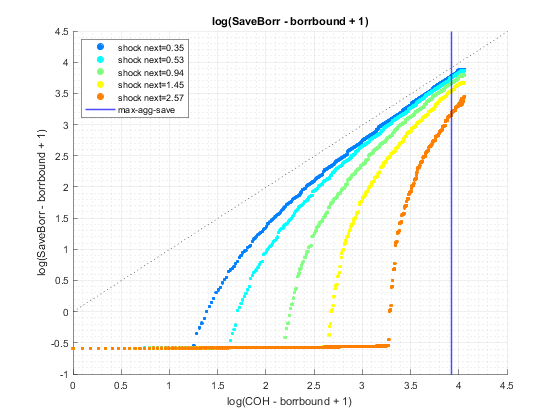 log(SaveBorr - borrbound + 1)
4.5
4
3.5
3
2.5
2
1.5
1
0.5
0
-0.5
-1
log(SaveBorr - borrbound + 1)
shock next=0.35
shock next=0.53
shock next=0.94
shock next=1.45
shock next=2.57
max-agg-save
0 0.5 1 1.5 2 2.5 3 3.5 4 4.5
log(COH - borrbound + 1)